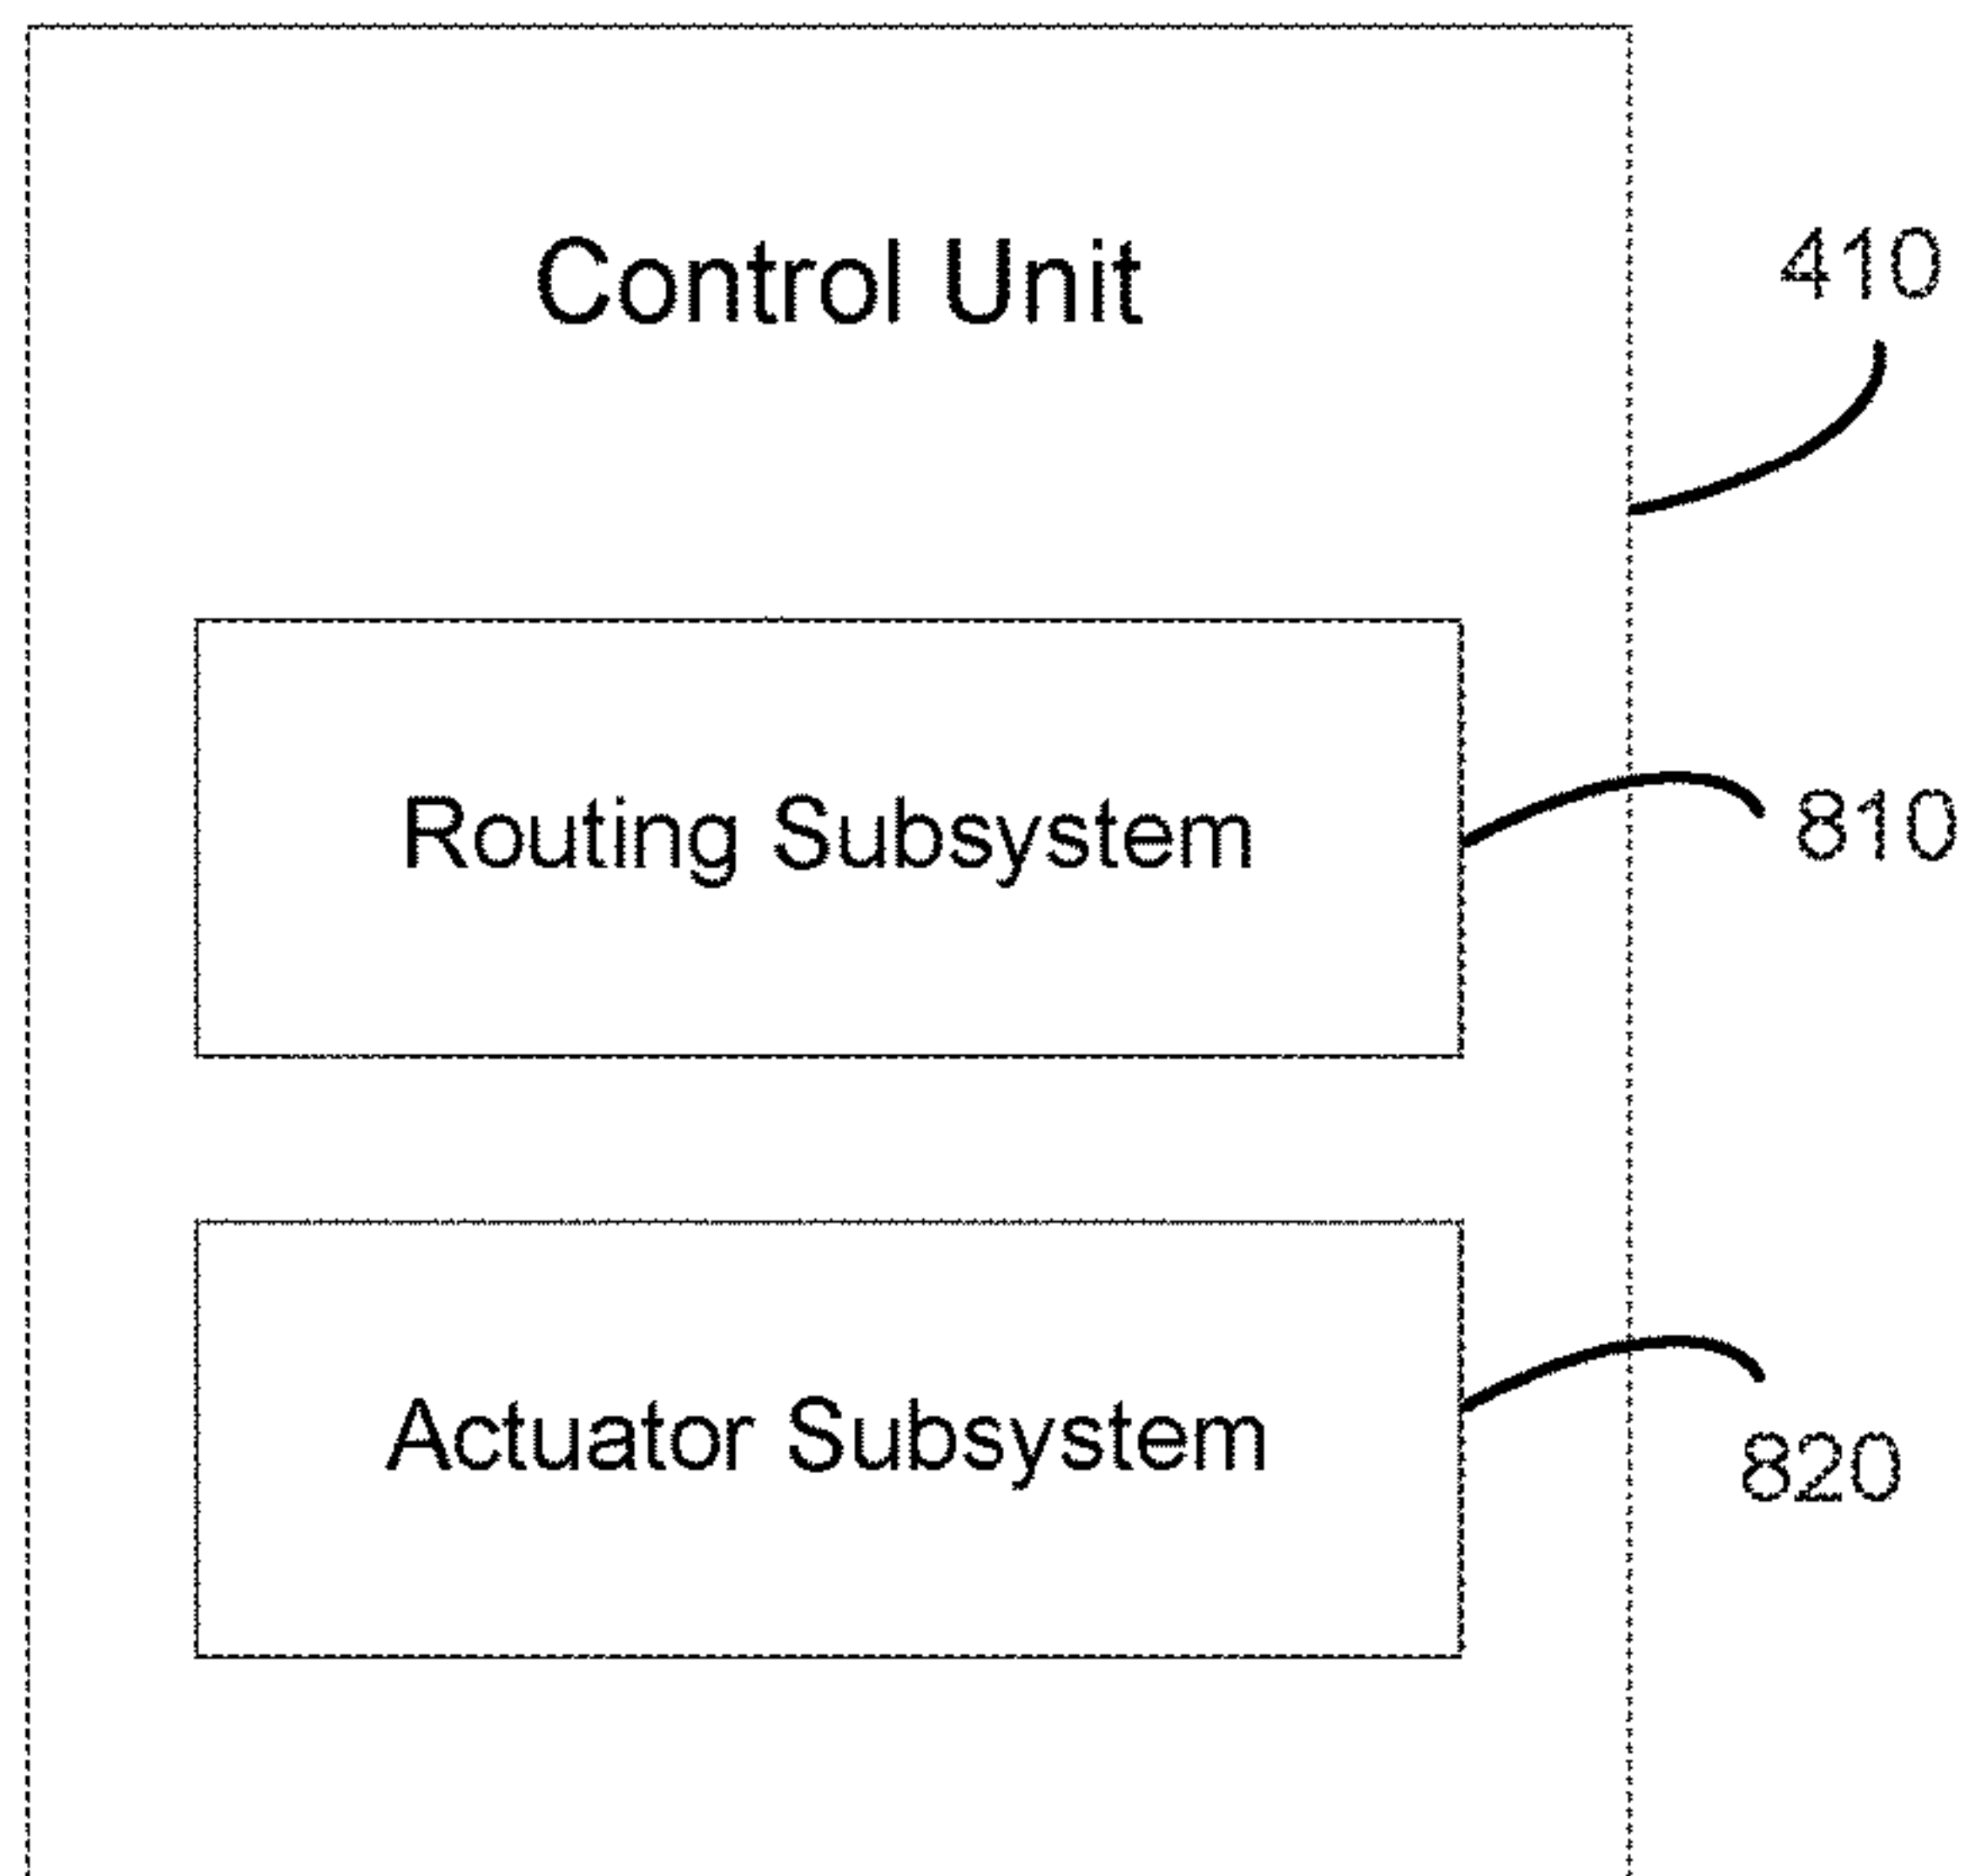 Control Unit
410
Routing Subsystem
810
Actuator Subsystem
820